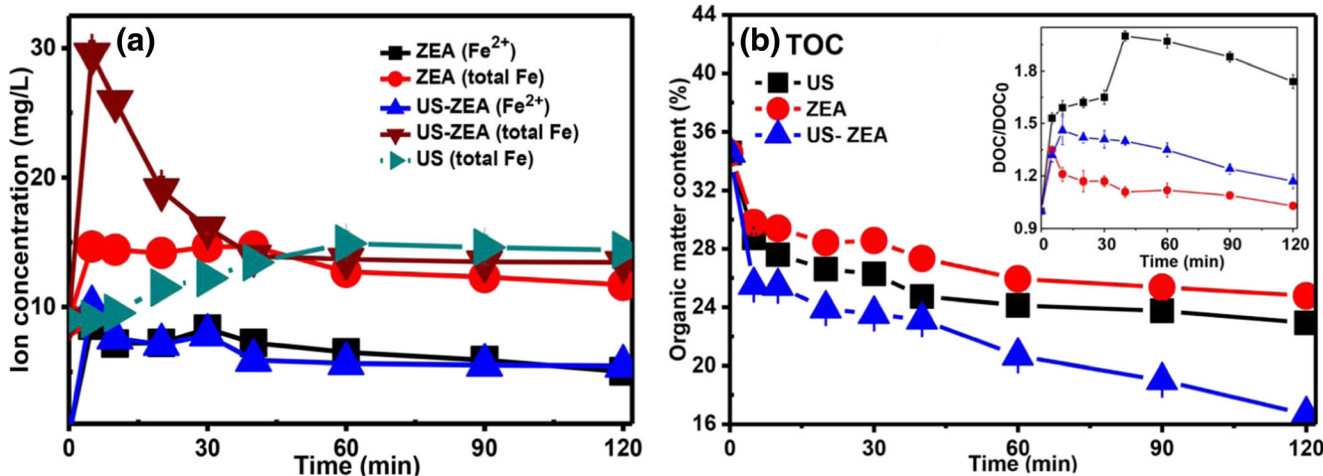 (a)
Ion concentration (mg/L)
30
20
10
0
0 30 60 90 120
Time (min)
ZEA (Fe²⁺)
ZEA (total Fe)
US-ZEA (Fe²⁺)
US-ZEA (total Fe)
US (total Fe)
(b) TOC
Organic matter content (%)
44
40
36
32
28
24
20
16
0 30 60 90 120
Time (min)
US
ZEA
US- ZEA
DOC/DOC₀
1.8
1.5
1.2
0.9
0 30 60 90 120
Time (min)